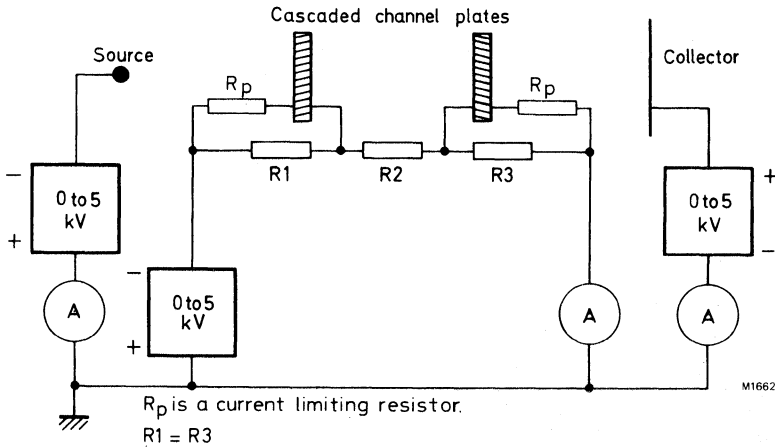 Cascaded channel plates
Source
Collector
Rp
Rp
R1
R2
R3
−
0 to 5
kV
+
−
0 to 5
kV
+
+
0 to 5
kV
−
A
A
A
M1662
Rp is a current limiting resistor.
R1 = R3